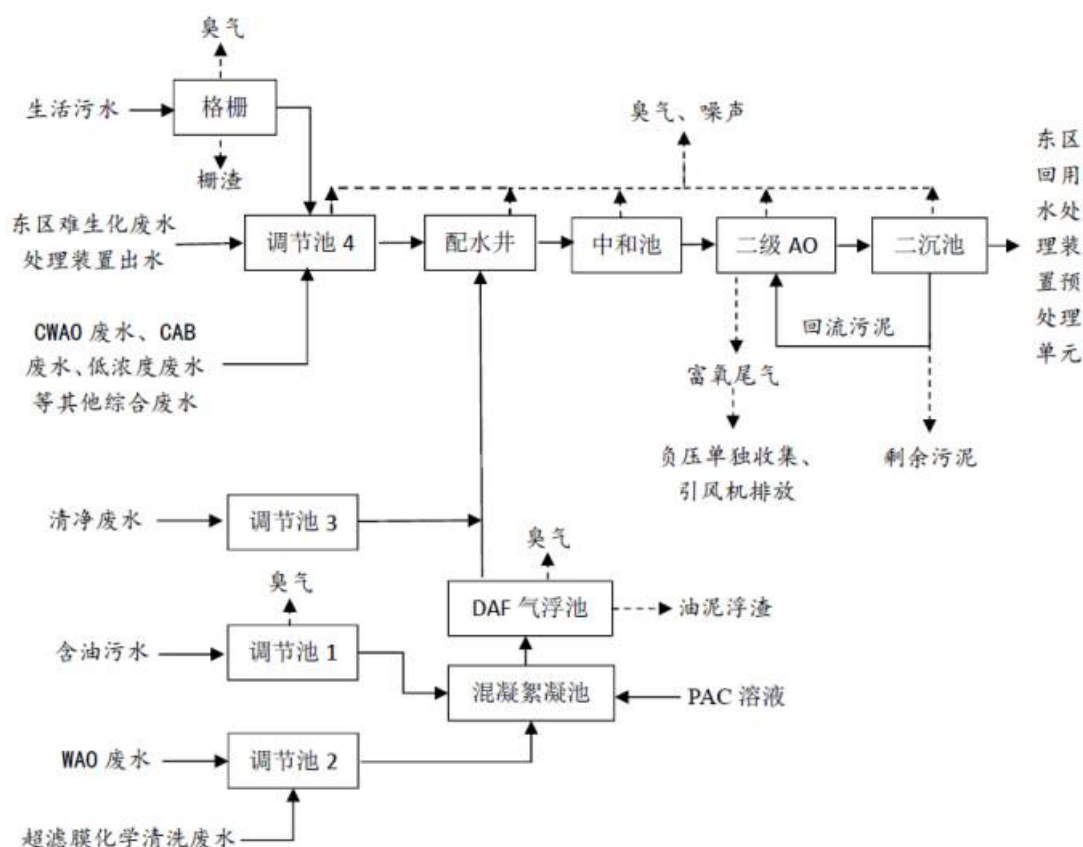 臭气
生活污水
格栅
栅渣
臭气、噪声
东区难生化废水
处理装置出水
调节池 4
配水井
中和池
二级 AO
二沉池
东区
回用
水处
理装
置预
处理
单元
回流污泥
CWAO 废水、CAB
废水、低浓度废水
等其他综合废水
富氧尾气
负压单独收集、
引风机排放
剩余污泥
清净废水
调节池 3
臭气
臭气
DAF 气浮池
油泥浮渣
含油污水
调节池 1
混凝絮凝池
PAC 溶液
WAO 废水
调节池 2
超滤膜化学清洗废水